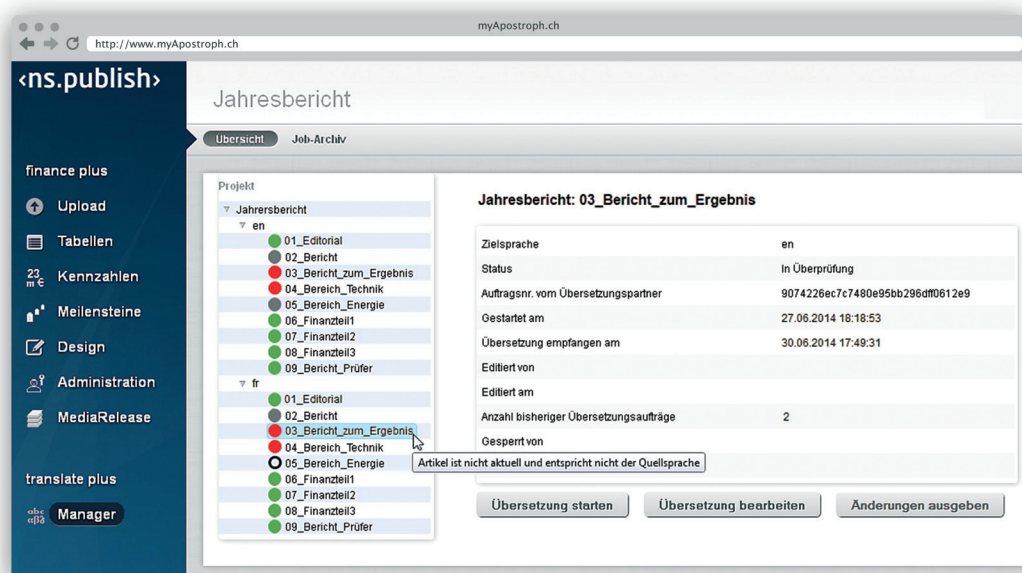 myApostroph.ch
http://www.myApostroph.ch
‹ns.publish›
Jahresbericht
Übersicht Job-Archiv
finance plus
Upload
Tabellen
23, m € Kennzahlen
Meilensteine
Design
Administration
MediaRelease
translate plus
abc αβδ Manager
Projekt
Jahrersbericht
en
01_Editorial
02_Bericht
03_Bericht_zum_Ergebnis
04_Bereich_Technik
05_Bereich_Energie
06_Finanzteil1
07_Finanzteil2
08_Finanzteil3
09_Bericht_Prüfer
fr
01_Editorial
02_Bericht
03_Bericht_zum_Ergebnis
04_Bereich_Technik
05_Bereich_Energie
06_Finanzteil1
07_Finanzteil2
08_Finanzteil3
09_Bericht_Prüfer
Jahresbericht: 03_Bericht_zum_Ergebnis
Zielsprache en
Status In Überprüfung
Auftragsnr. vom Übersetzungspartner 9074226ec7c7480e95bb296dff0612e9
Gestartet am 27.06.2014 18:18:53
Übersetzung empfangen am 30.06.2014 17:49:31
Editiert von
Editiert am
Anzahl bisheriger Übersetzungsaufträge 2
Gesperrt von
Artikel ist nicht aktuell und entspricht nicht der Quellsprache
Übersetzung starten Übersetzung bearbeiten Änderungen ausgeben